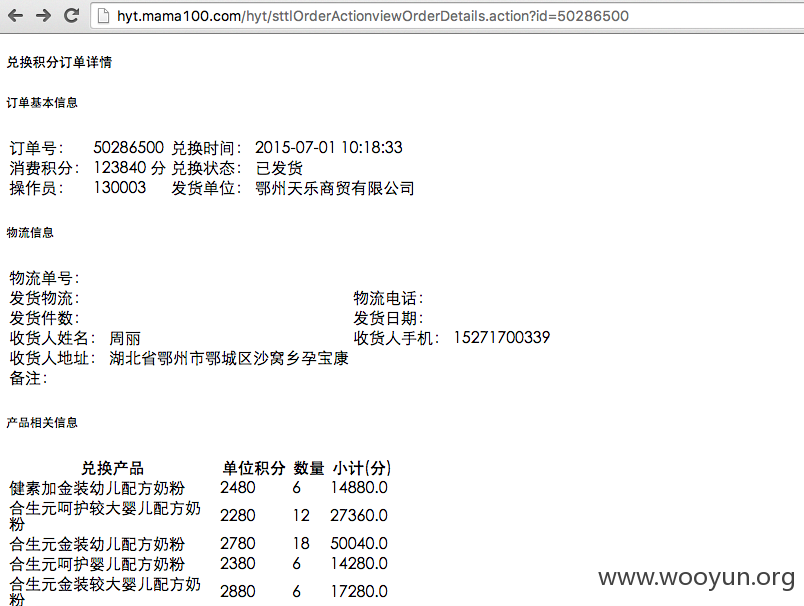 hyt.mama100.com/hyt/sttlOrderActionviewOrderDetails.action?id=50286500
兑换积分订单详情
订单基本信息
订单号： 50286500 兑换时间： 2015-07-01 10:18:33
消费积分： 123840 分 兑换状态： 已发货
操作员： 130003 发货单位： 鄂州天乐商贸有限公司
物流信息
物流单号：
发货物流： 物流电话：
发货件数： 发货日期：
收货人姓名： 周丽 收货人手机： 15271700339
收货人地址： 湖北省鄂州市鄂城区沙窝乡孕宝康
备注：
产品相关信息
兑换产品 单位积分 数量 小计(分)
健素加金装幼儿配方奶粉 2480 6 14880.0
合生元呵护较大婴儿配方奶
粉 2280 12 27360.0
合生元金装幼儿配方奶粉 2780 18 50040.0
合生元呵护婴儿配方奶粉 2380 6 14280.0
合生元金装较大婴儿配方奶
粉 2880 6 17280.0
www.wooyun.org